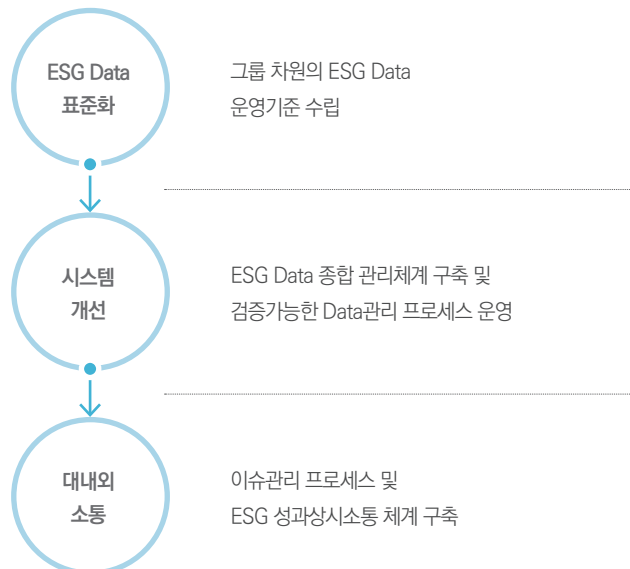 ESG Data
표준화
그룹 차원의 ESG Data
운영기준 수립
시스템
개선
ESG Data 종합 관리체계 구축 및
검증가능한 Data관리 프로세스 운영
대내외
소통
이슈관리 프로세스 및
ESG 성과상시소통 체계 구축